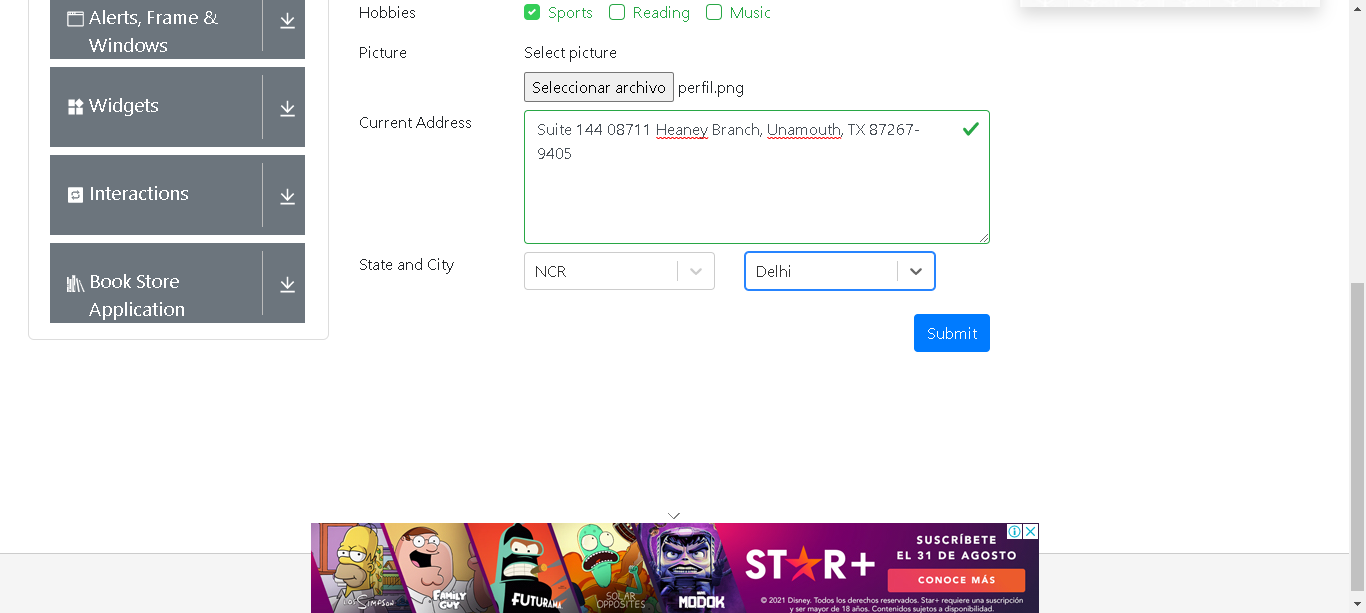 Alerts, Frame &
Windows
Widgets
Interactions
Book Store
Application
Hobbies
Sports Reading Music
Picture
Select picture
Seleccionar archivo perfil.png
Current Address
Suite 144 08711 Heaney Branch, Unamouth, TX 87267-
9405
State and City
NCR
Delhi
Submit
LOS SIMPSON
FAMILY
GUY
FUTURAMA
SOLAR
OPPOSITES
MODOK
STAR+
SUSCRÍBETE
EL 31 DE AGOSTO
CONOCE MÁS
© 2021 Disney. Todos los derechos reservados. Star+ requiere una suscripción
y ser mayor de 18 años. Contenidos sujetos a disponibilidad.